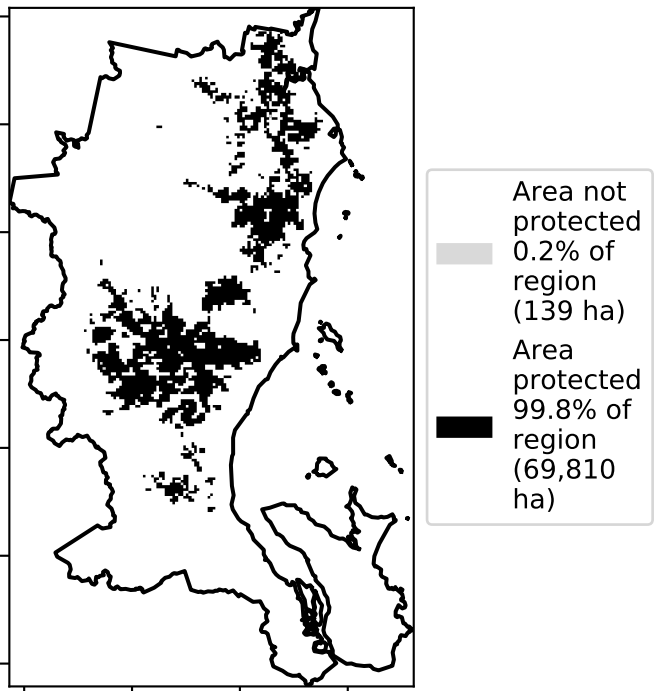 Area not
protected
0.2% of
region
(139 ha)
Area
protected
99.8% of
region
(69,810
ha)